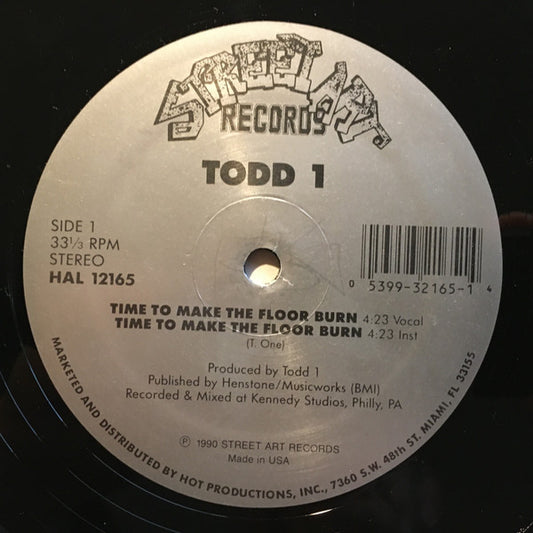 STREET ART
RECORDS
TODD 1
SIDE 1
33⅓ RPM
STEREO
HAL 12165
0 5399-32165-1 4
TIME TO MAKE THE FLOOR BURN 4:23 Vocal
TIME TO MAKE THE FLOOR BURN 4:23 Inst
(T. One)
Produced by Todd 1
Published by Henstone/Musicworks (BMI)
Recorded & Mixed at Kennedy Studios, Philly, PA
℗ 1990 STREET ART RECORDS
Made in USA
MARKETED AND DISTRIBUTED BY HOT PRODUCTIONS, INC., 7360 S.W. 48th ST. MIAMI, FL 33155